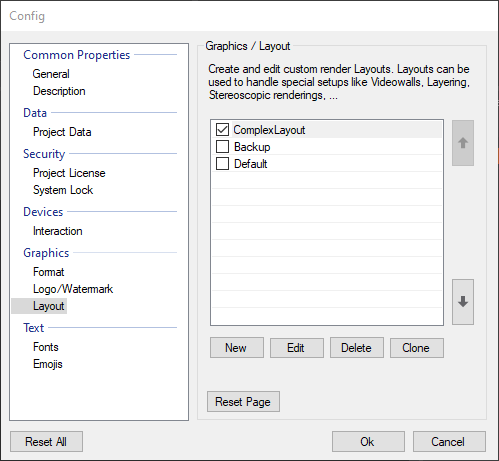 Config
Common Properties
General
Description
Data
Project Data
Security
Project License
System Lock
Devices
Interaction
Graphics
Format
Logo/Watermark
Layout
Text
Fonts
Emojis
Graphics / Layout
Create and edit custom render Layouts. Layouts can be
used to handle special setups like Videowalls, Layering,
Stereoscopic renderings, ...
ComplexLayout
Backup
Default
New Edit Delete Clone
Reset Page
Reset All Ok Cancel